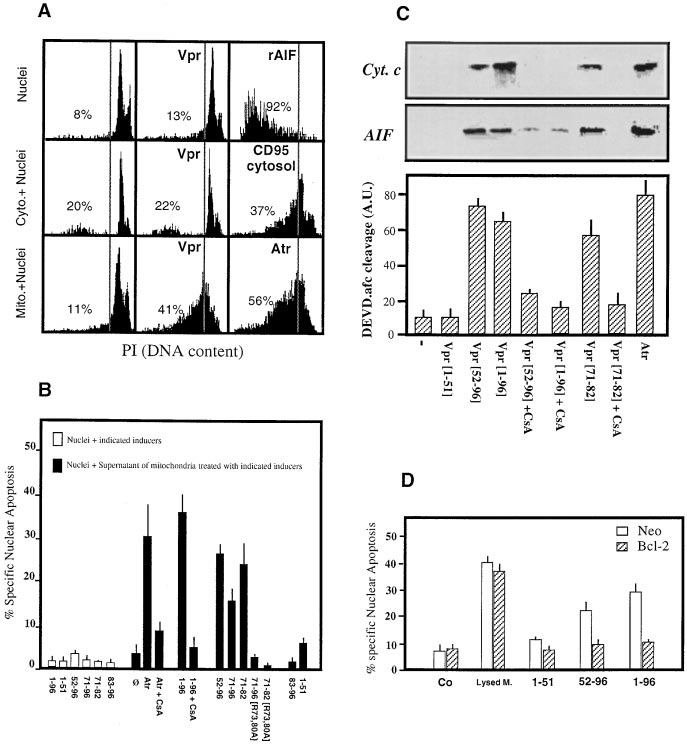 A
Nuclei
Cyto.+ Nuclei
Mito.+Nuclei
8%
Vpr
13%
rAIF
92%
20%
Vpr
22%
CD95
cytosol
37%
11%
Vpr
41%
Atr
56%
PI (DNA content)
B
% Specific Nuclear Apoptosis
50
40
30
20
10
0
Nuclei + indicated inducers
Nuclei + Supernatant of mitochondria treated with indicated inducers
1-96
1-51
52-96
71-96
71-82
83-96
Ø
Atr
Atr + CsA
1-96
1-96 + CsA
52-96
71-96
71-82
71-96 [R73,80A]
71-82 [R73,80A]
83-96
1-51
C
Cyt. c
AIF
DEVD.afc cleavage (A.U.)
80
60
40
20
0
-
Vpr [1-51]
Vpr [52-96]
Vpr [1-96]
Vpr [52-96] +CsA
Vpr [1-96] + CsA
Vpr [71-82]
Vpr [71-82] + CsA
Atr
D
% specific Nuclear Apoptosis
50
40
30
20
10
0
Neo
Bcl-2
Co
Lysed M.
1-51
52-96
1-96